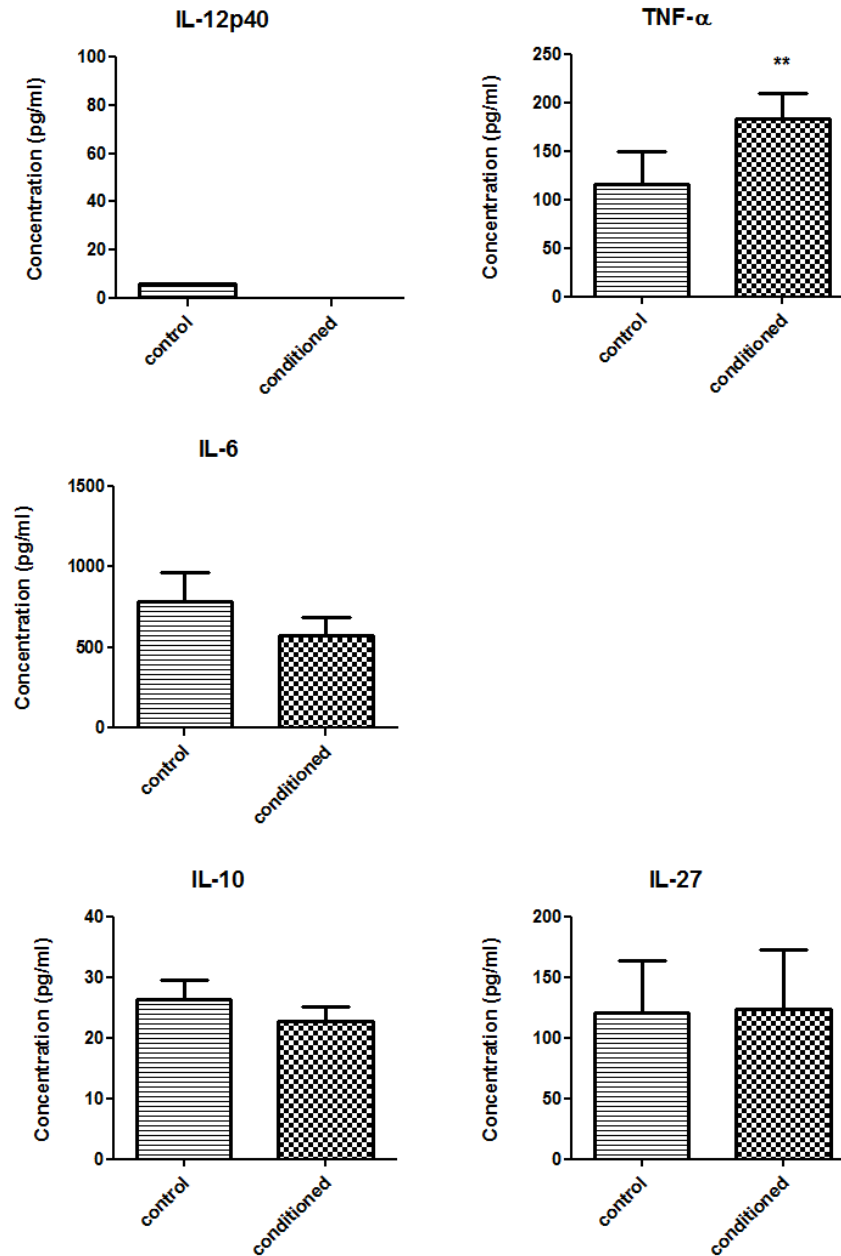 IL-12p40
Concentration (pg/ml)
100
80
60
40
20
0
control
conditioned
TNF-α
Concentration (pg/ml)
250
200
150
100
50
0
**
control
conditioned
IL-6
Concentration (pg/ml)
1500
1000
500
0
control
conditioned
IL-10
Concentration (pg/ml)
40
30
20
10
0
control
conditioned
IL-27
Concentration (pg/ml)
200
150
100
50
0
control
conditioned